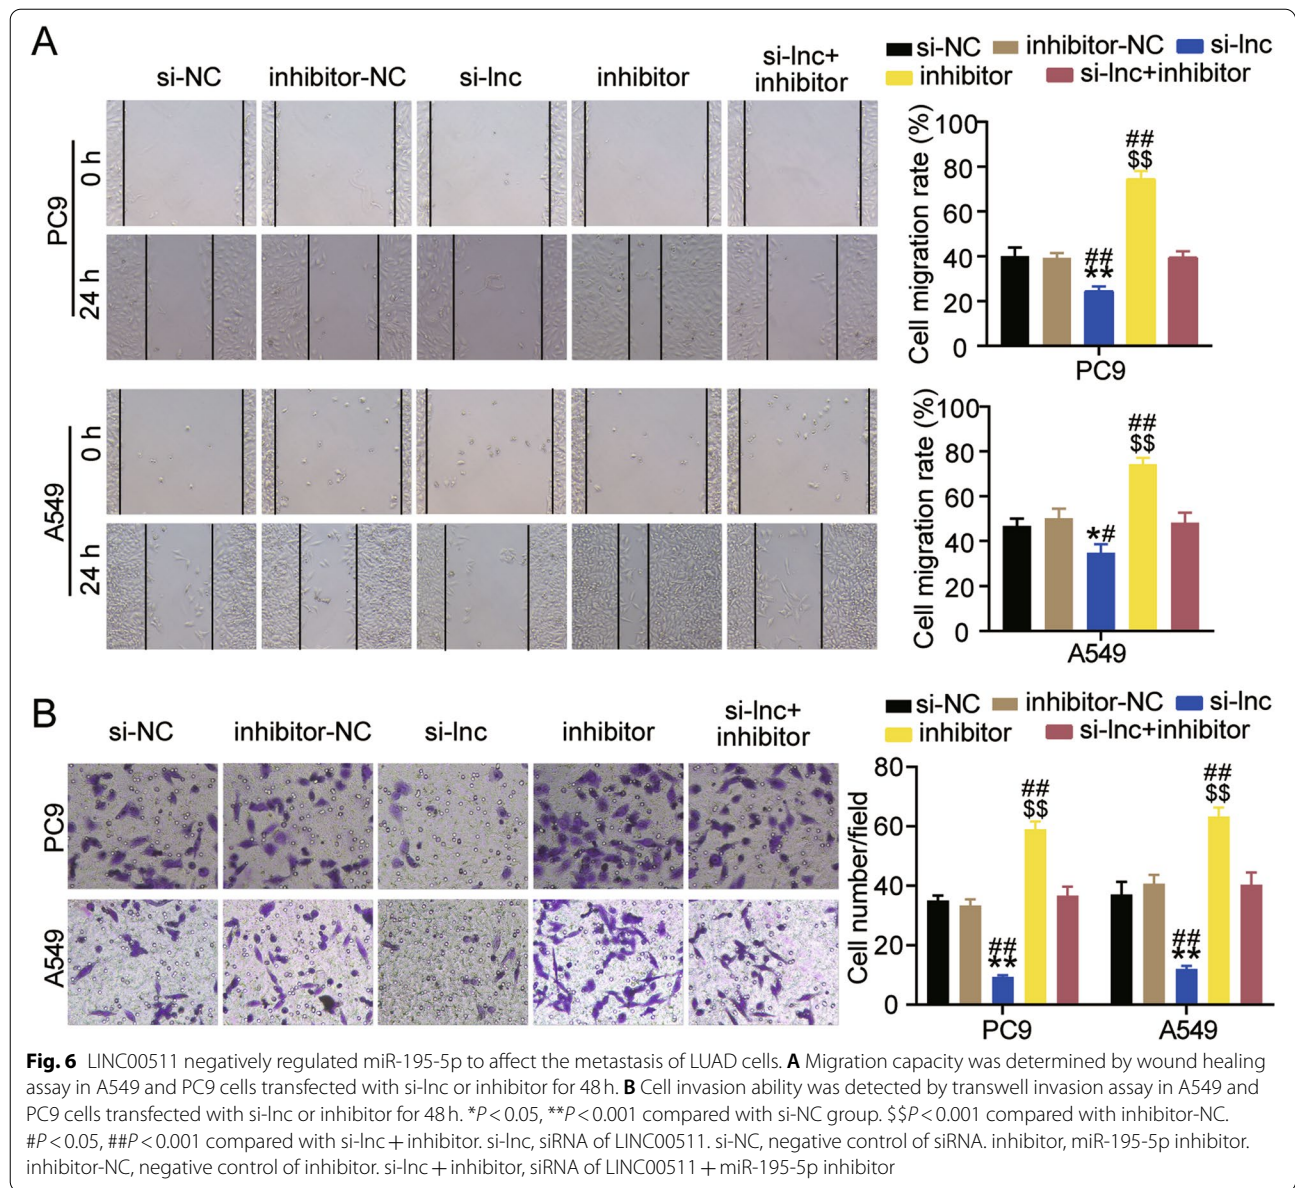 A
si-NC inhibitor-NC si-lnc inhibitor si-lnc+
inhibitor
PC9
0 h
24 h
A549
0 h
24 h
si-NC inhibitor-NC si-lnc
inhibitor si-lnc+inhibitor
Cell migration rate (%)
100
80
60
40
20
0
##
$$
##
**
PC9
Cell migration rate (%)
100
80
60
40
20
0
##
$$
*#
A549
B
si-NC inhibitor-NC si-lnc inhibitor si-lnc+
inhibitor
PC9
A549
si-NC inhibitor-NC si-lnc
inhibitor si-lnc+inhibitor
Cell number/field
80
60
40
20
0
##
**
##
$$
##
**
##
$$
PC9 A549
Fig. 6 LINC00511 negatively regulated miR-195-5p to affect the metastasis of LUAD cells. A Migration capacity was determined by wound healing
assay in A549 and PC9 cells transfected with si-lnc or inhibitor for 48 h. B Cell invasion ability was detected by transwell invasion assay in A549 and
PC9 cells transfected with si-lnc or inhibitor for 48 h. *P < 0.05, **P < 0.001 compared with si-NC group. $$P < 0.001 compared with inhibitor-NC.
#P < 0.05, ##P < 0.001 compared with si-lnc + inhibitor. si-lnc, siRNA of LINC00511. si-NC, negative control of siRNA. inhibitor, miR-195-5p inhibitor.
inhibitor-NC, negative control of inhibitor. si-lnc + inhibitor, siRNA of LINC00511 + miR-195-5p inhibitor